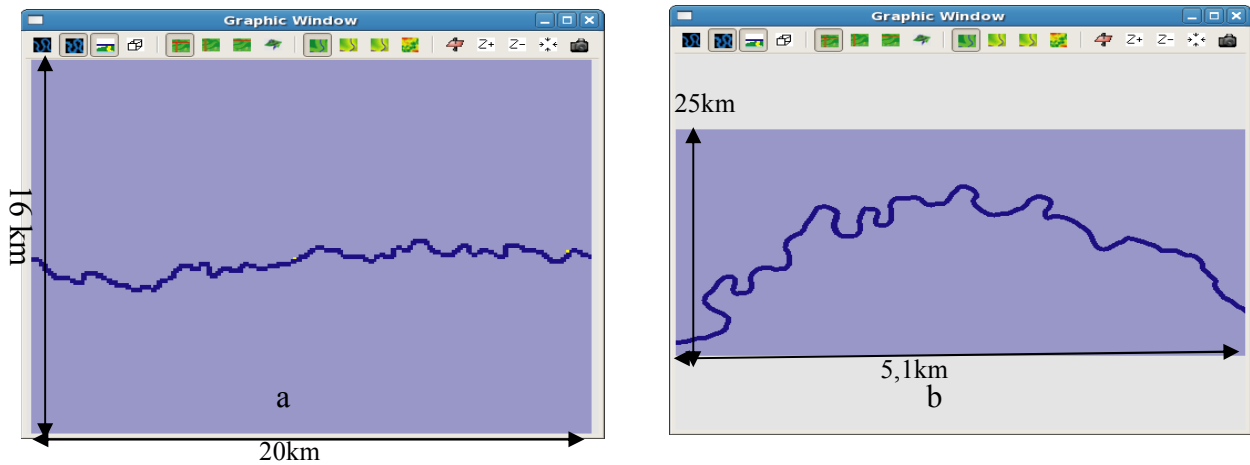 Graphic Window
Z+ Z-
16 km
a
20km
Graphic Window
Z+ Z-
25km
5,1km
b